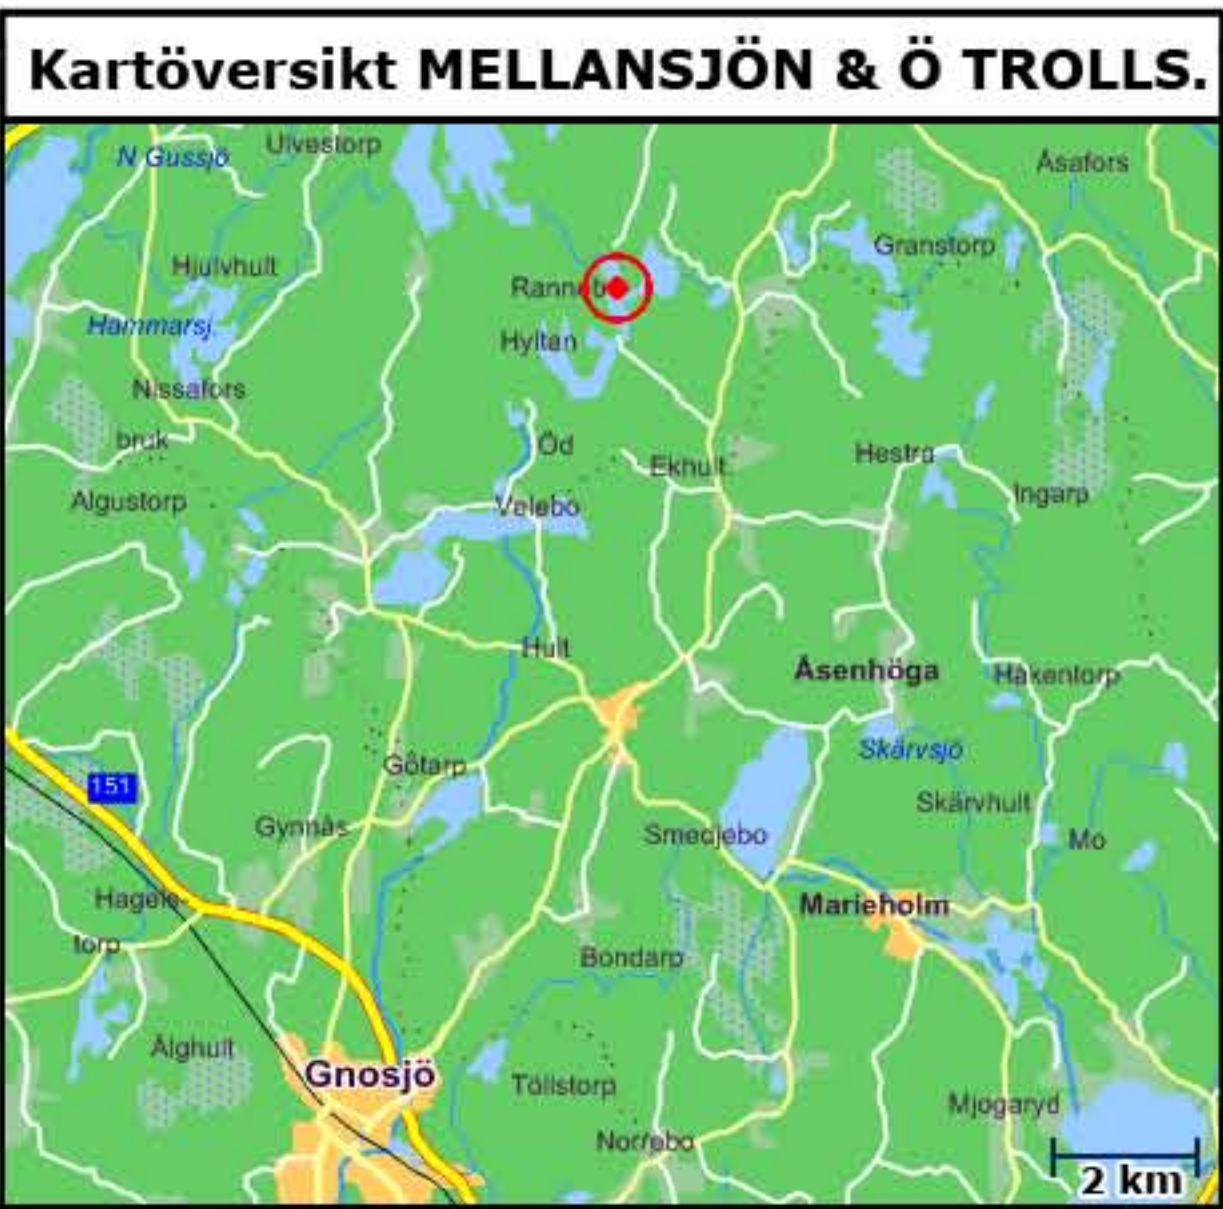 Kartöversikt MELLANSJÖN & Ö TROLLS.
N Gussjö
Ulvestorp
Åsafors
Granstorp
Hjulvhult
Hammarsj.
Hyltan
Nissafors
bruk
Öd
Ekhult
Hestra
Ingarp
Algustorp
Velebo
Hult
Åsenhöga
Håkentorp
Skärvsjö
Götarp
151
Skärvhult
Gynnås
Smedjebo
Mo
Hagels-
torp
Marieholm
Bondarp
Älghult
Gnosjö
Töllstorp
Mjogaryd
Norrebo
2 km